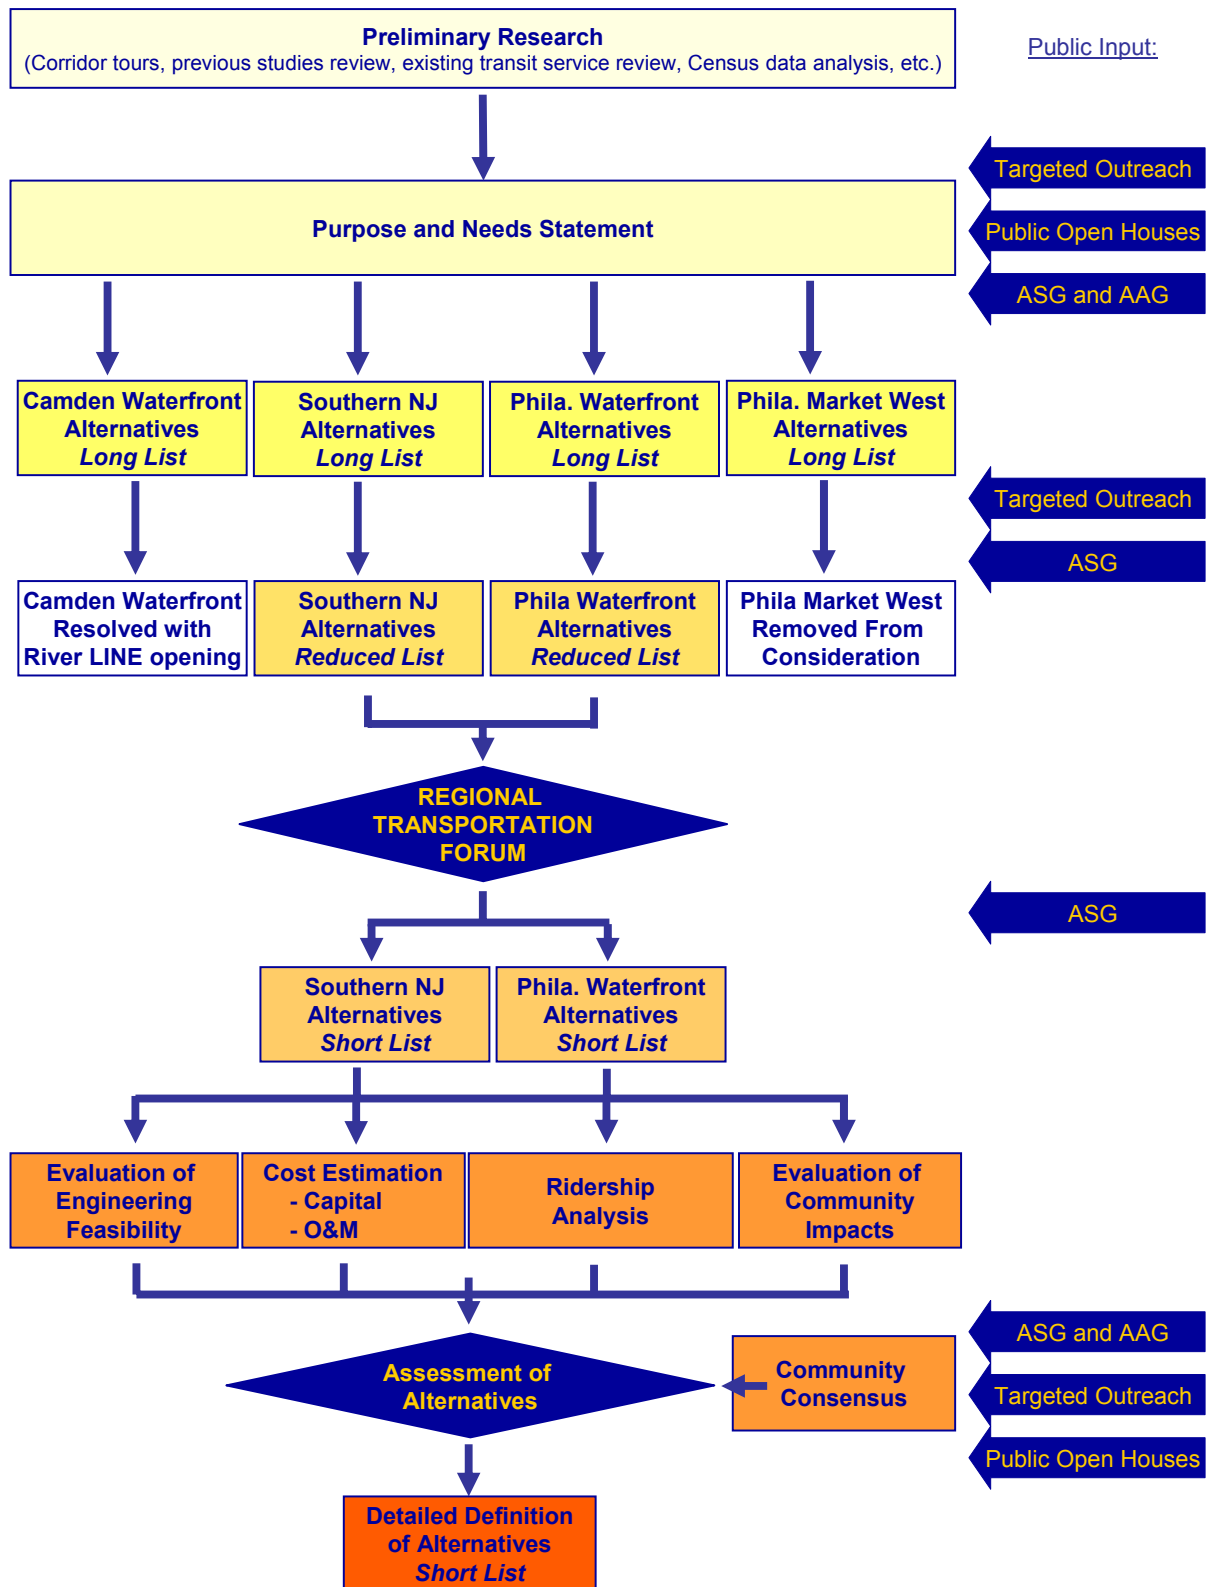 Preliminary Research
(Corridor tours, previous studies review, existing transit service review, Census data analysis, etc.)
Public Input:
Targeted Outreach
Purpose and Needs Statement
Public Open Houses
ASG and AAG
Camden Waterfront
Alternatives
Long List
Southern NJ
Alternatives
Long List
Phila. Waterfront
Alternatives
Long List
Phila. Market West
Alternatives
Long List
Targeted Outreach
ASG
Camden Waterfront
Resolved with
River LINE opening
Southern NJ
Alternatives
Reduced List
Phila Waterfront
Alternatives
Reduced List
Phila Market West
Removed From
Consideration
REGIONAL
TRANSPORTATION
FORUM
ASG
Southern NJ
Alternatives
Short List
Phila. Waterfront
Alternatives
Short List
Evaluation of
Engineering
Feasibility
Cost Estimation
- Capital
- O&M
Ridership
Analysis
Evaluation of
Community
Impacts
ASG and AAG
Assessment of
Alternatives
Community
Consensus
Targeted Outreach
Public Open Houses
Detailed Definition
of Alternatives
Short List